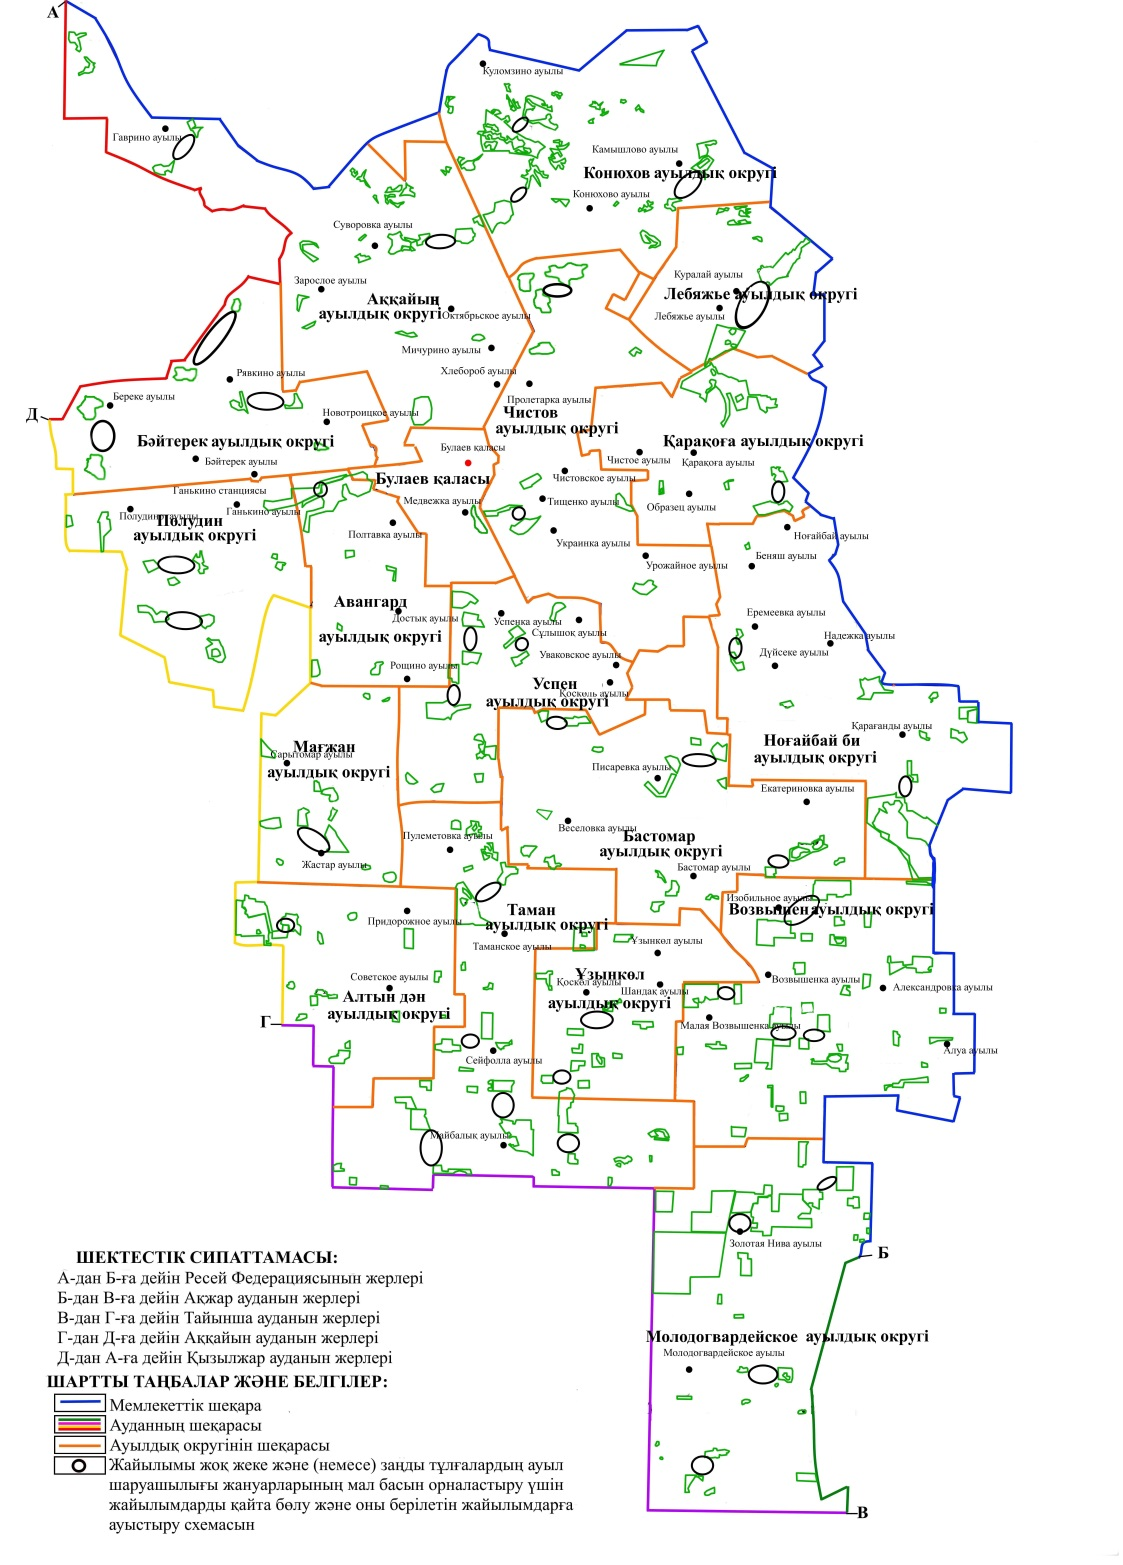 А
Куломзино ауылы
Гаврино ауылы
Камышлово ауылы
Конюхов ауылдық округі
Конюхово ауылы
Суворовка ауылы
Куралай ауылы
Зарослое ауылы
Лебяжье ауылдық округі
Аққайың
ауылдық округі
Октябрьское ауылы
Лебяжье ауылы
Мичурино ауылы
Хлебороб ауылы
Рявкино ауылы
Береке ауылы
Пролетарка ауылы
Д
Новотроицкое ауылы
Чистов
ауылдық округі
Бәйтерек ауылдық округі
Қарақоға ауылдық округі
Булаев қаласы
Бәйтерек ауылы
Чистое ауылы
Қарақоға ауылы
Булаев қаласы
Чистовское ауылы
Ганькино станциясы
Медвежка ауылы
Тищенко ауылы
Образец ауылы
Ганькино ауылы
Полудин
ауылдық округі
Полтавка ауылы
Ноғайбай ауылы
Украинка ауылы
Беняш ауылы
Урожайное ауылы
Авангард
ауылдық округі
Достық ауылы
Успенка ауылы
Еремеевка ауылы
Сұлышок ауылы
Надежка ауылы
Уваковское ауылы
Дүйсеке ауылы
Рощино ауылы
Успен
ауылдық округі
Қоскөль ауылы
Қарағанды ауылы
Мағжан
ауылдық округі
Сарытомар ауылы
Ноғайбай би
ауылдық округі
Писаревка ауылы
Екатериновка ауылы
Веселовка ауылы
Пулеметовка ауылы
Бастомар
ауылдық округі
Жастар ауылы
Бастомар ауылы
Изобильное ауылы
Возвышен ауылдық округі
Таман
ауылдық округі
Придорожное ауылы
Таманское ауылы
Ұзынкөл ауылы
Советское ауылы
Ұзынкөл
ауылдық округі
Қоскөл ауылы
Шандақ ауылы
Возвышенка ауылы
Александровка ауылы
Алтын дән
ауылдық округі
Г
Малая Возвышенка ауылы
Сейфолла ауылы
Алуа ауылы
Майбалық ауылы
Золотая Нива ауылы
Б
ШЕКТЕСТІК СИПАТТАМАСЫ:
А-дан Б-ға дейін Ресей Федерациясынын жерлері
Б-дан В-ға дейін Ақжар ауданын жерлері
В-дан Г-ға дейін Тайынша ауданын жерлері
Г-дан Д-ға дейін Аққайын ауданын жерлері
Д-дан А-ға дейін Қызылжар ауданын жерлері
Молодогвардейское ауылдық округі
Молодогвардейское ауылы
ШАРТТЫ ТАҢБАЛАР ЖӘНЕ БЕЛГІЛЕР:
Мемлекеттік шеқара
Ауданның шеқарасы
Ауылдық округінін шеқарасы
Жайылымы жоқ жеке және (немесе) заңды тұлғалардың ауыл
шаруашылығы жануарларының мал басын орналастыру үшін
жайылымдарды қайта бөлу және оны берілетін жайылымдарға
ауыстыру схемасын
В